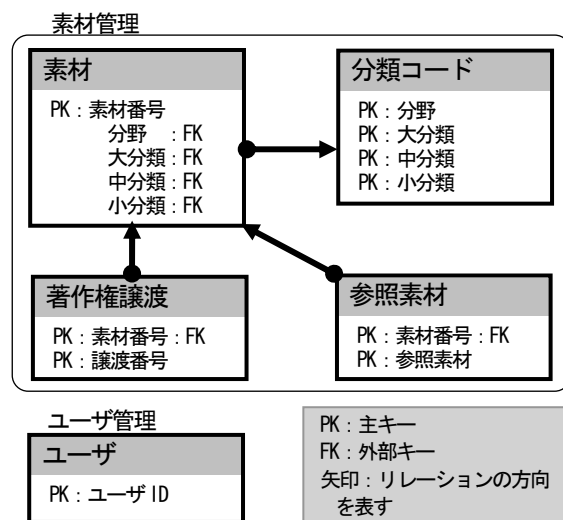 素材管理
素材
PK：素材番号
分野　：FK
大分類：FK
中分類：FK
小分類：FK
分類コード
PK：分野
PK：大分類
PK：中分類
PK：小分類
著作権譲渡
PK：素材番号：FK
PK：譲渡番号
参照素材
PK：素材番号：FK
PK：参照素材
ユーザ管理
ユーザ
PK：ユーザID
PK：主キー
FK：外部キー
矢印：リレーションの方向
を表す